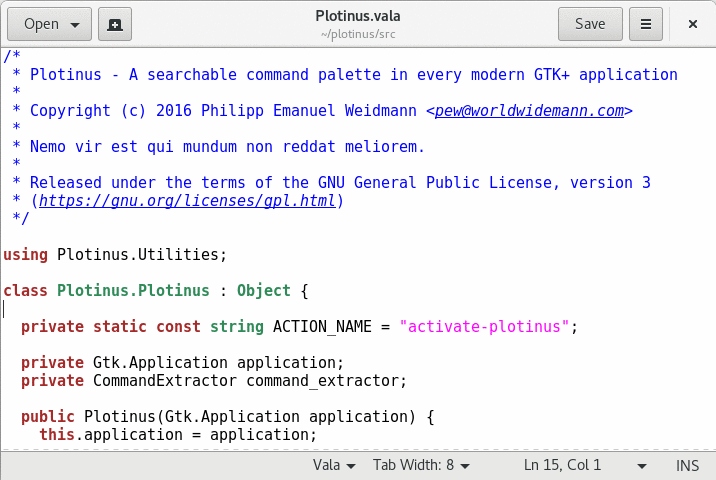 Open
Plotinus.vala
~/plotinus/src
Save
/*
 * Plotinus - A searchable command palette in every modern GTK+ application
 *
 * Copyright (c) 2016 Philipp Emanuel Weidmann <pew@worldwidemann.com>
 *
 * Nemo vir est qui mundum non reddat meliorem.
 *
 * Released under the terms of the GNU General Public License, version 3
 * (https://gnu.org/licenses/gpl.html)
 */
using Plotinus.Utilities;
class Plotinus.Plotinus : Object {
  private static const string ACTION_NAME = "activate-plotinus";
  private Gtk.Application application;
  private CommandExtractor command_extractor;
  public Plotinus(Gtk.Application application) {
    this.application = application;
Vala Tab Width: 8 Ln 15, Col 1 INS